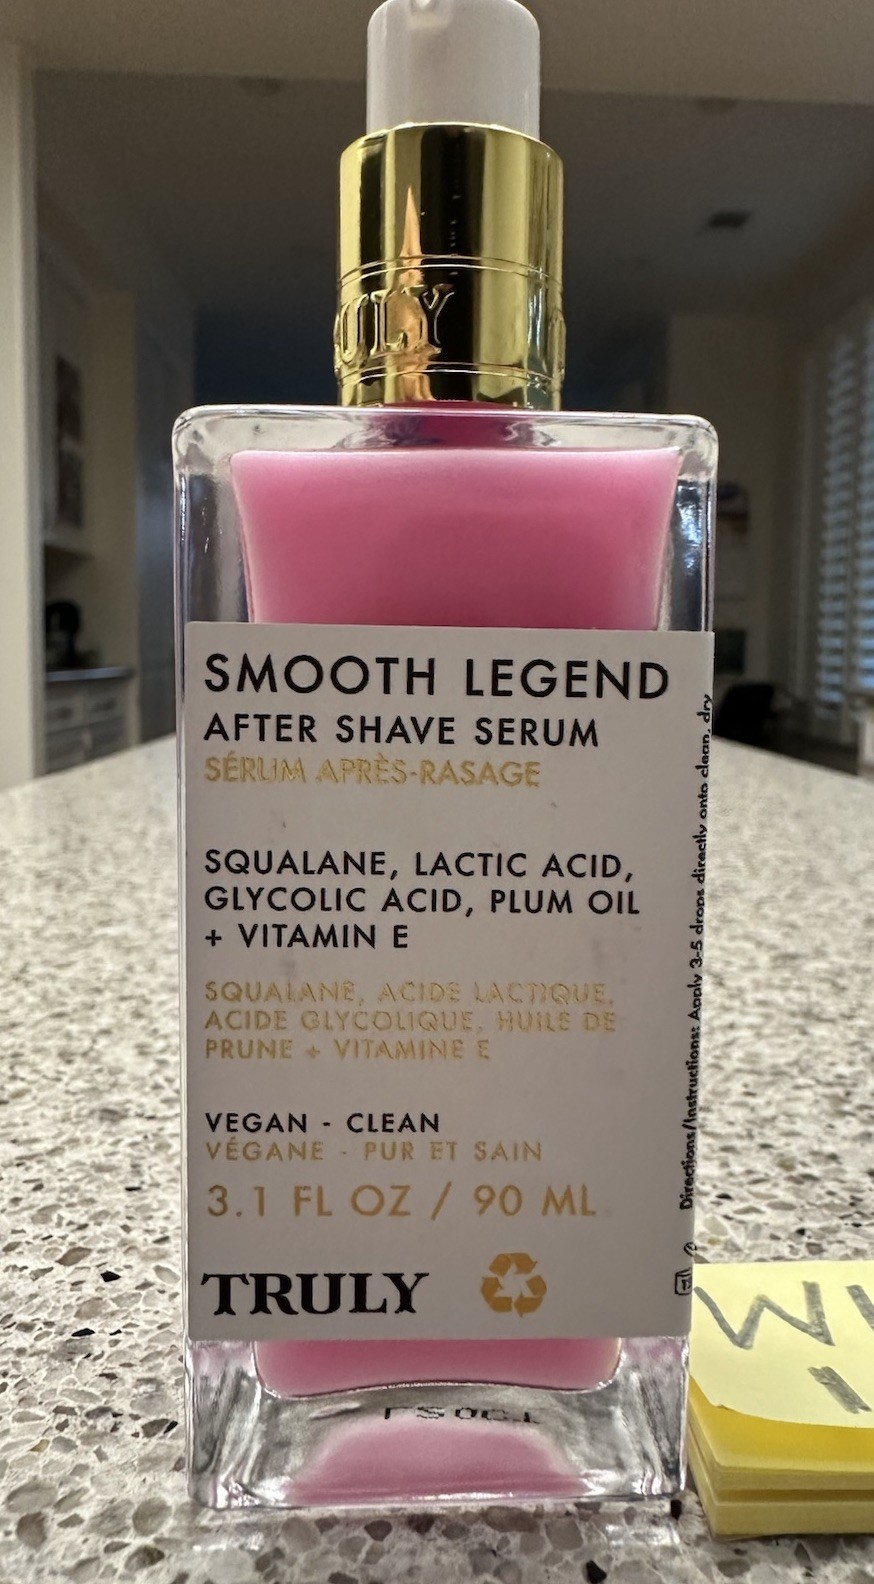 ULY
SMOOTH LEGEND
AFTER SHAVE SERUM
SÉRUM APRÈS-RASAGE
SQUALANE, LACTIC ACID,
GLYCOLIC ACID, PLUM OIL
+ VITAMIN E
SQUALANE, ACIDE LACTIQUE,
ACIDE GLYCOLIQUE, HUILE DE
PRUNE + VITAMINE E
VEGAN - CLEAN
VÉGANE - PUR ET SAIN
3.1 FL OZ / 90 ML
TRULY
Directions/Instructions: Apply 3-5 drops directly onto clean, dry